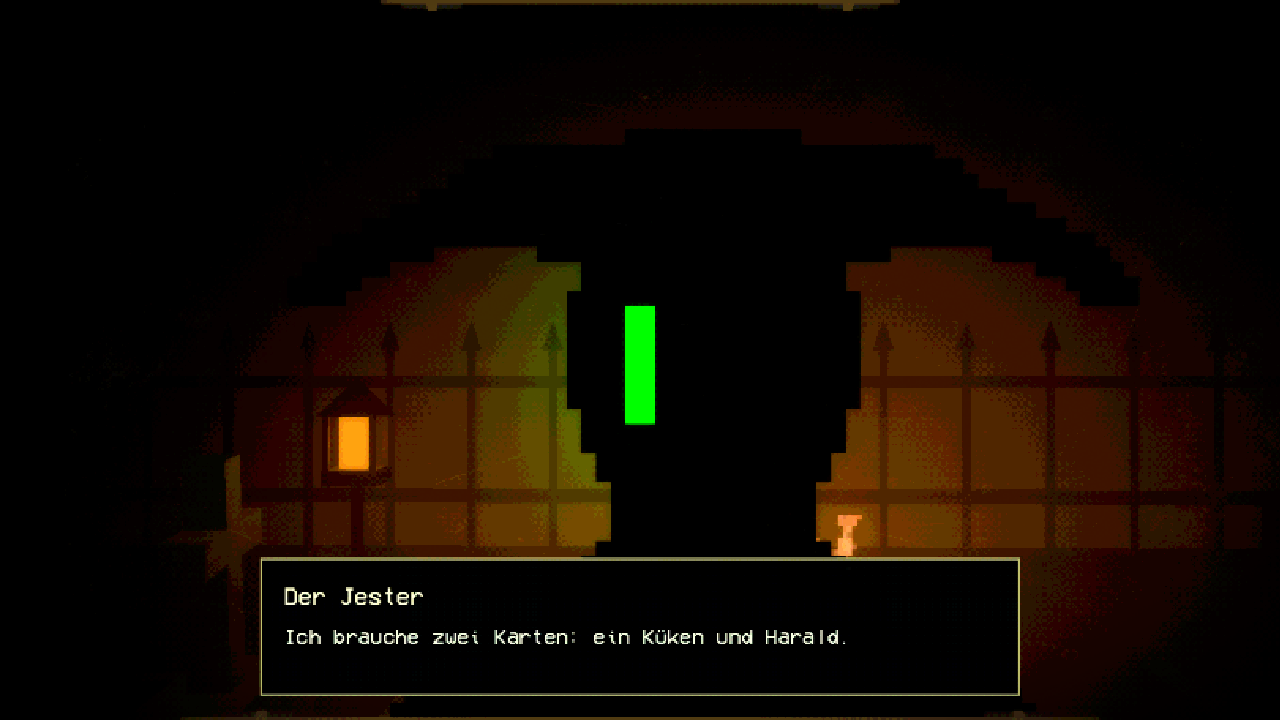 Der Jester
Ich brauche zwei Karten: ein Küken und Harald.